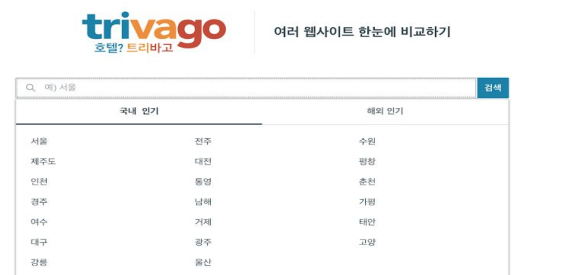 trivago
호텔? 트리바고
여러 웹사이트 한눈에 비교하기
예) 서울
검색
국내 인기
해외 인기
서울
전주
수원
제주도
대전
평창
인천
통영
춘천
경주
남해
가평
여수
거제
태안
대구
광주
고양
강릉
울산